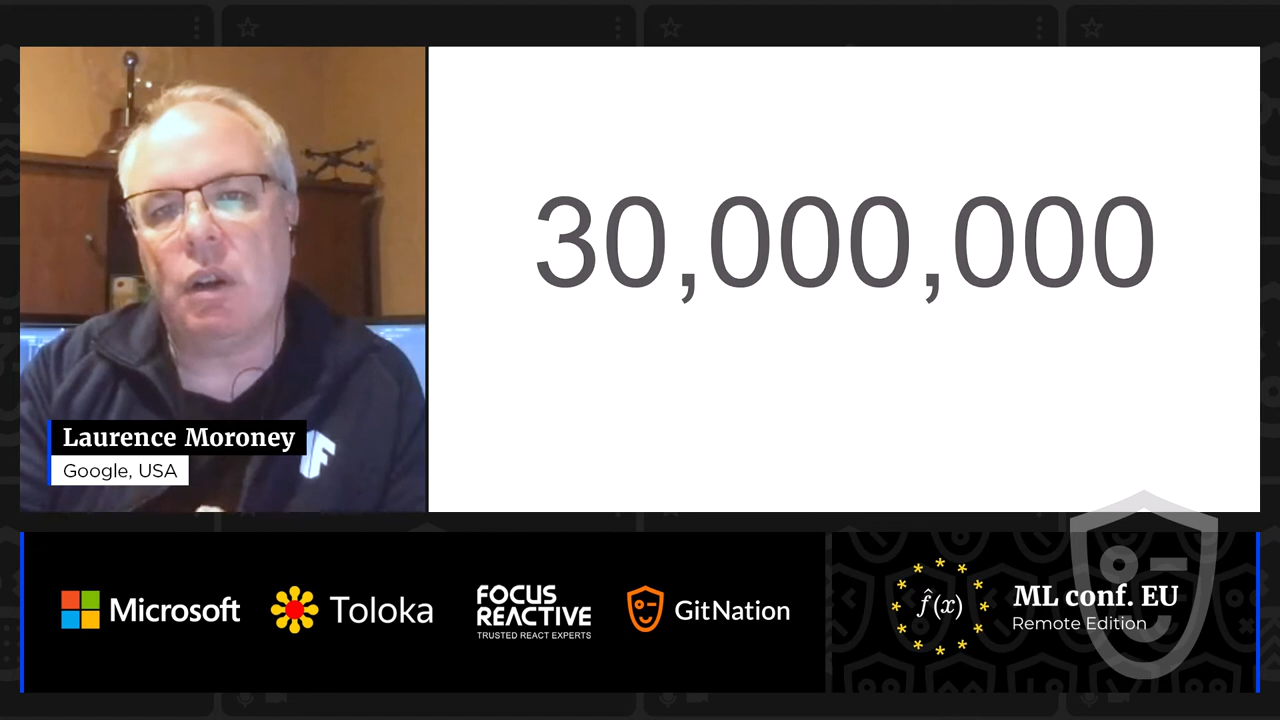 30,000,000
Laurence Moroney
Google, USA
Microsoft
Toloka
FOCUS
REACTIVE
TRUSTED REACT EXPERTS
GitNation
f̂(x)
ML conf. EU
Remote Edition